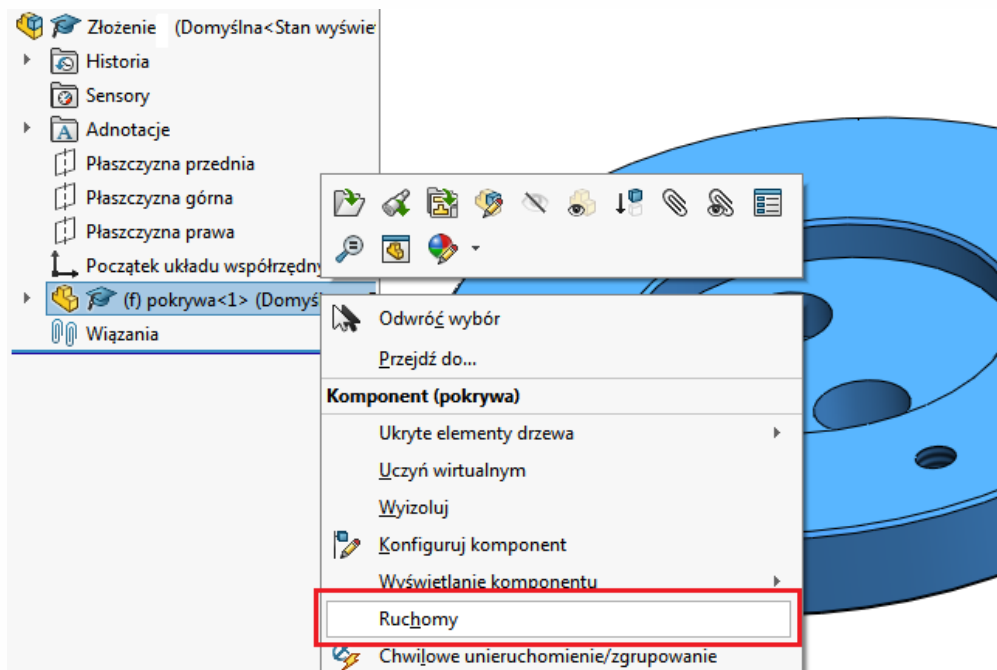 Złożenie (Domyślna<Stan wyświe
Historia
Sensory
A Adnotacje
Płaszczyzna przednia
Płaszczyzna górna
Płaszczyzna prawa
Początek układu współrzędny
(f) pokrywa<1> (Domyś
Wiązania
Odwróć wybór
Przejdź do...
Komponent (pokrywa)
Ukryte elementy drzewa
Uczyń wirtualnym
Wyizoluj
Konfiguruj komponent
Wyświetlanie komponentu
Ruchomy
Chwilowe unieruchomienie/zgrupowanie